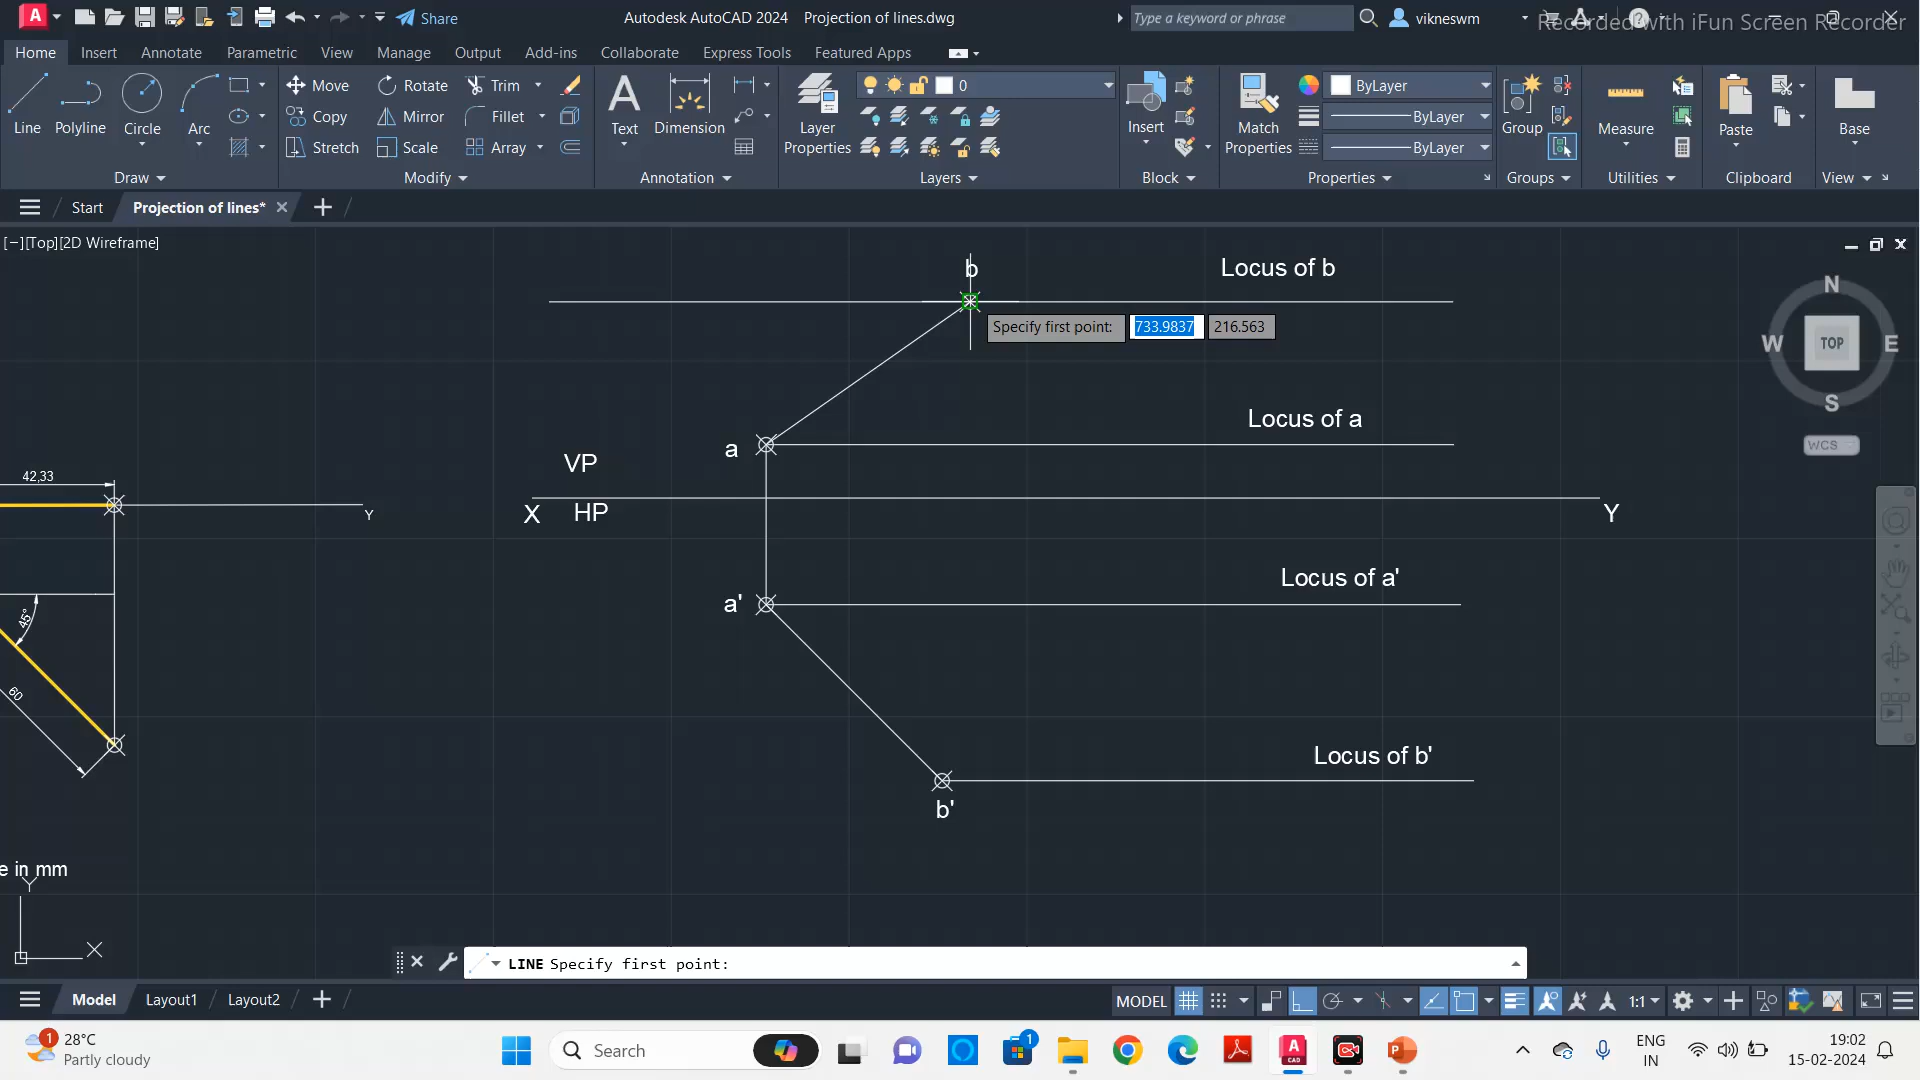 Share
Autodesk AutoCAD 2024 Projection of lines.dwg
Type a keyword or phrase
vikneswm
Recorded with iFun Screen Recorder
Home Insert Annotate Parametric View Manage Output Add-ins Collaborate Express Tools Featured Apps
Line Polyline Circle Arc
Move Rotate Trim
Copy Mirror Fillet
Stretch Scale Array
Text Dimension
Layer Properties
0
Insert
Match Properties
ByLayer
ByLayer
ByLayer
Group
Measure
Paste
Base
Draw Modify Annotation Layers Block Properties Groups Utilities Clipboard View
Start Projection of lines*
[−][Top][2D Wireframe]
b
Locus of b
Specify first point: 733.9837 216.563
N
W TOP E
S
WCS
Locus of a
a
VP
42,33
X HP
Y
Y
Locus of a'
a'
45°
60
Locus of b'
b'
e in mm
Y
X
LINE Specify first point:
Model Layout1 Layout2
MODEL
1:1
1
28°C
Partly cloudy
Search
1
ENG
IN
19:02
15-02-2024